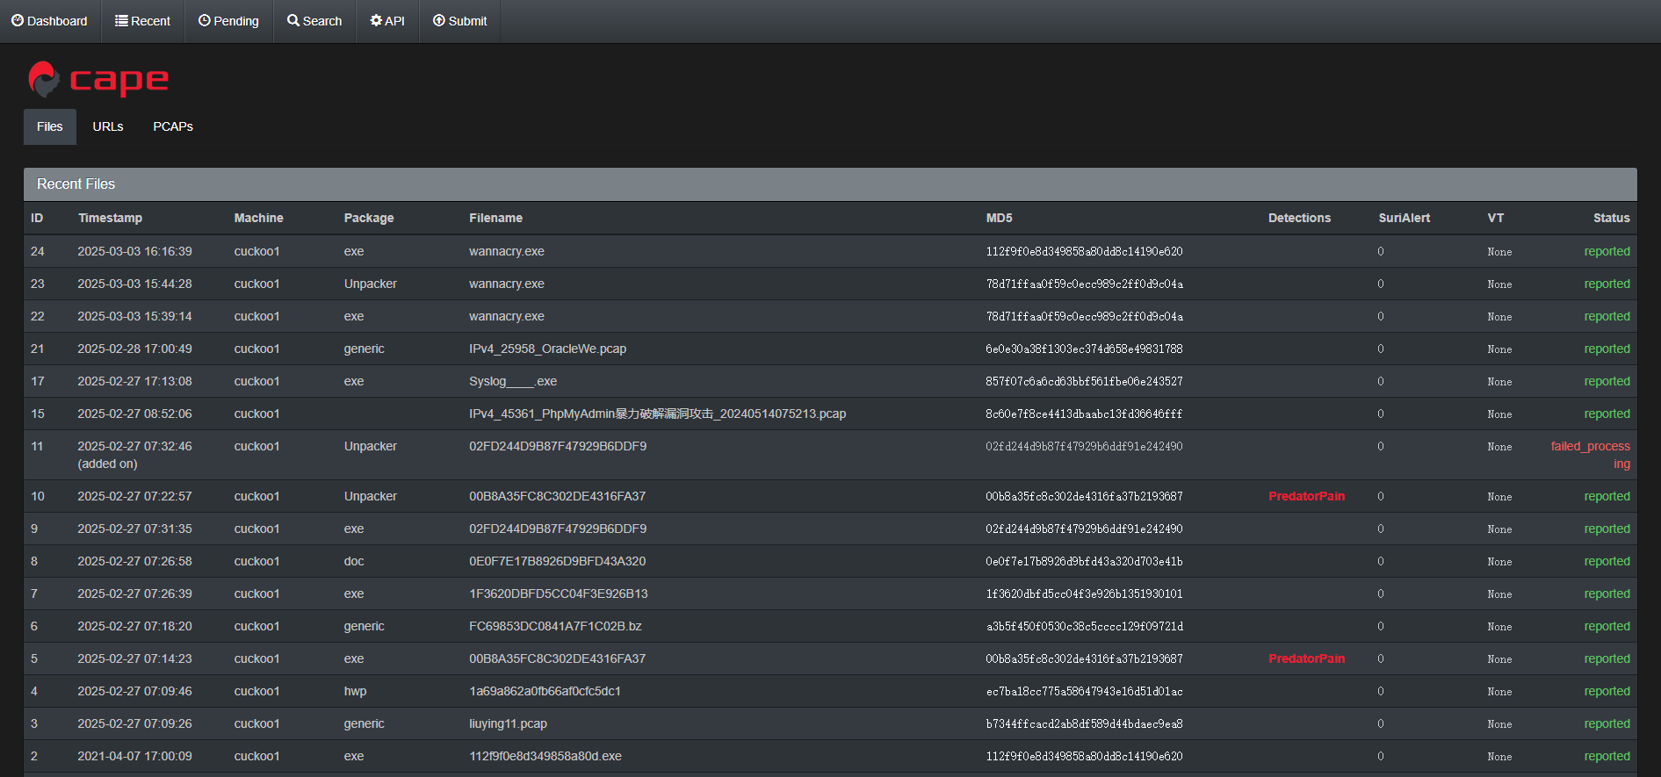 Dashboard Recent Pending Search API Submit
cape
Files URLs PCAPs
Recent Files
ID Timestamp Machine Package Filename MD5 Detections SuriAlert VT Status
24 2025-03-03 16:16:39 cuckoo1 exe wannacry.exe 112f9f0e8d349858a80dd8c14190e620 0 None reported
23 2025-03-03 15:44:28 cuckoo1 Unpacker wannacry.exe 78d71ffaa0f59c0ecc989c2ff0d9c04a 0 None reported
22 2025-03-03 15:39:14 cuckoo1 exe wannacry.exe 78d71ffaa0f59c0ecc989c2ff0d9c04a 0 None reported
21 2025-02-28 17:00:49 cuckoo1 generic IPv4_25958_OracleWe.pcap 6e0e30a38f1303ec374d658e49831788 0 None reported
17 2025-02-27 17:13:08 cuckoo1 exe Syslog____.exe 857f07c6a6cd63bbf561fbe06e243527 0 None reported
15 2025-02-27 08:52:06 cuckoo1 IPv4_45361_PhpMyAdmin暴力破解漏洞攻击_20240514075213.pcap 8c60e7f8ce4413dbaabc13fd36646fff 0 None reported
11 2025-02-27 07:32:46 cuckoo1 Unpacker 02FD244D9B87F47929B6DDF9 02fd244d9b87f47929b6ddf91e242490 0 None failed_process
(added on) ing
10 2025-02-27 07:22:57 cuckoo1 Unpacker 00B8A35FC8C302DE4316FA37 00b8a35fc8c302de4316fa37b2193687 PredatorPain 0 None reported
9 2025-02-27 07:31:35 cuckoo1 exe 02FD244D9B87F47929B6DDF9 02fd244d9b87f47929b6ddf91e242490 0 None reported
8 2025-02-27 07:26:58 cuckoo1 doc 0E0F7E17B8926D9BFD43A320 0e0f7e17b8926d9bfd43a320d703e41b 0 None reported
7 2025-02-27 07:26:39 cuckoo1 exe 1F3620DBFD5CC04F3E926B13 1f3620dbfd5cc04f3e926b1351930101 0 None reported
6 2025-02-27 07:18:20 cuckoo1 generic FC69853DC0841A7F1C02B.bz a3b5f450f0530c38c5cccc129f09721d 0 None reported
5 2025-02-27 07:14:23 cuckoo1 exe 00B8A35FC8C302DE4316FA37 00b8a35fc8c302de4316fa37b2193687 PredatorPain 0 None reported
4 2025-02-27 07:09:46 cuckoo1 hwp 1a69a862a0fb66af0cfc5dc1 ec7ba18cc775a58647943e16d51d01ac 0 None reported
3 2025-02-27 07:09:26 cuckoo1 generic liuying11.pcap b7344ffcacd2ab8df589d44bdaec9ea8 0 None reported
2 2021-04-07 17:00:09 cuckoo1 exe 112f9f0e8d349858a80d.exe 112f9f0e8d349858a80dd8c14190e620 0 None reported